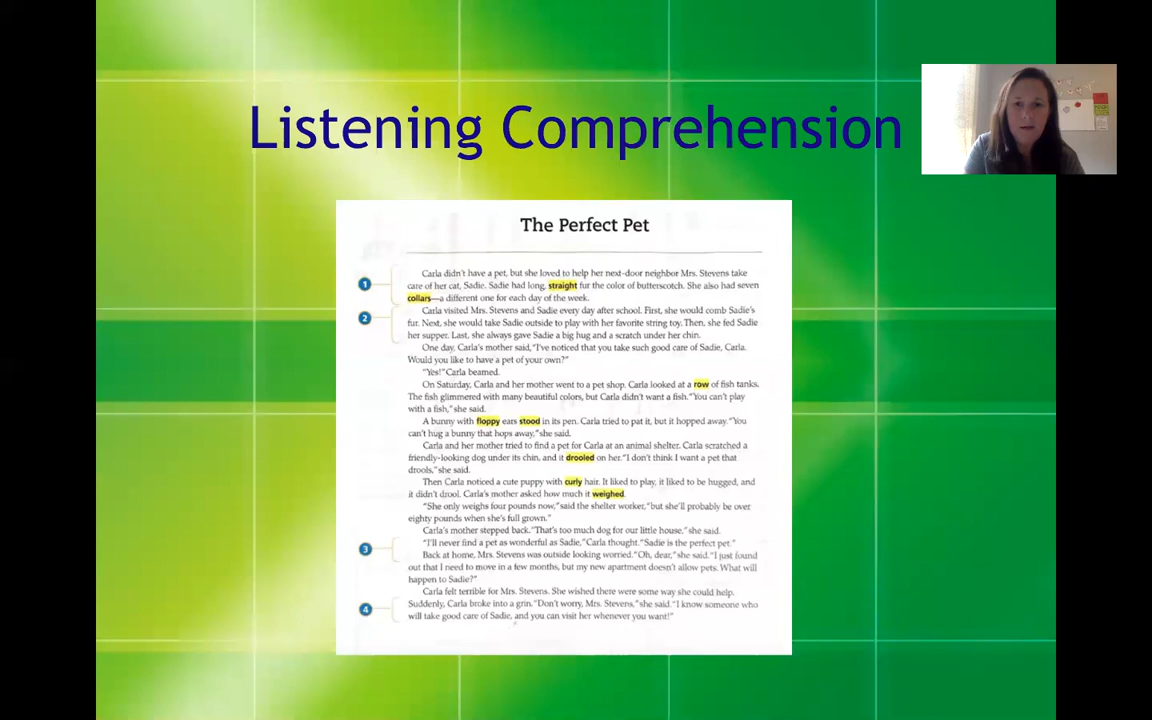 Listening Comprehension
The Perfect Pet
Carla didn't have a pet, but she loved to help her next-door neighbor Mrs. Stevens take
1
care of her cat, Sadie. Sadie had long, straight fur the color of butterscotch. She also had seven
collars—a different one for each day of the week.
Carla visited Mrs. Stevens and Sadie every day after school. First, she would comb Sadie's
2
fur. Next, she would take Sadie outside to play with her favorite string toy. Then, she fed Sadie
her supper. Last, she always gave Sadie a big hug and a scratch under her chin.
One day, Carla's mother said, "I've noticed that you take such good care of Sadie, Carla.
Would you like to have a pet of your own?"
"Yes!" Carla beamed.
On Saturday, Carla and her mother went to a pet shop. Carla looked at a row of fish tanks.
The fish glimmered with many beautiful colors, but Carla didn't want a fish. "You can't play
with a fish," she said.
A bunny with floppy ears stood in its pen. Carla tried to pat it, but it hopped away. "You
can't hug a bunny that hops away," she said.
Carla and her mother tried to find a pet for Carla at an animal shelter. Carla scratched a
friendly-looking dog under its chin, and it drooled on her. "I don't think I want a pet that
drools," she said.
Then Carla noticed a cute puppy with curly hair. It liked to play, it liked to be hugged, and
it didn't drool. Carla's mother asked how much it weighed.
"She only weighs four pounds now," said the shelter worker, "but she'll probably be over
eighty pounds when she's full grown."
Carla's mother stepped back. "That's too much dog for our little house," she said.
"I'll never find a pet as wonderful as Sadie," Carla thought. "Sadie is the perfect pet."
3
Back at home, Mrs. Stevens was outside looking worried. "Oh, dear," she said. "I just found
out that I need to move in a few months, but my new apartment doesn't allow pets. What will
happen to Sadie?"
Carla felt terrible for Mrs. Stevens. She wished there were some way she could help.
Suddenly, Carla broke into a grin. "Don't worry, Mrs. Stevens," she said. "I know someone who
4
will take good care of Sadie, and you can visit her whenever you want!"